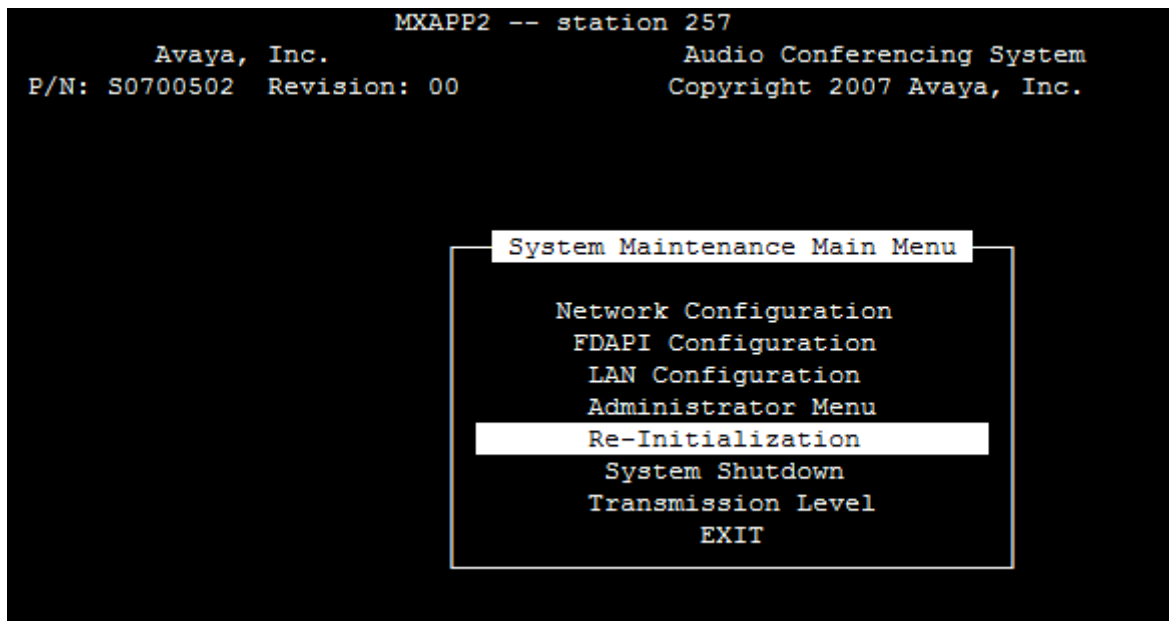 MXAPP2 -- station 257
Avaya, Inc. Audio Conferencing System
P/N: S0700502 Revision: 00 Copyright 2007 Avaya, Inc.
System Maintenance Main Menu
Network Configuration
FDAPI Configuration
LAN Configuration
Administrator Menu
Re-Initialization
System Shutdown
Transmission Level
EXIT